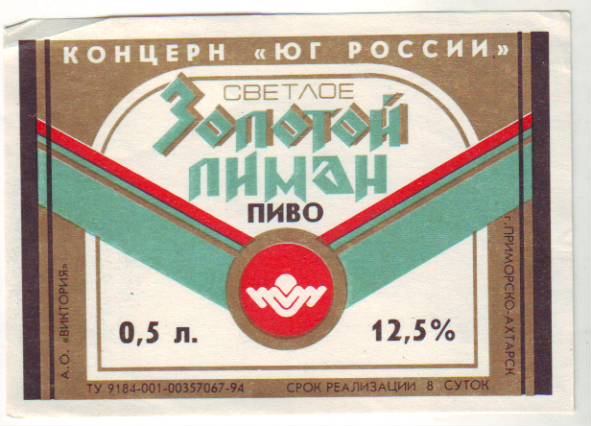 КОНЦЕРН «ЮГ РОССИИ»
СВЕТЛОЕ
Золотой
лиман
ПИВО
0,5 л.
12,5%
А.О. «ВИКТОРИЯ»
г. ПРИМОРСКО-АХТАРСК
ТУ 9184-001-00357067-94
СРОК РЕАЛИЗАЦИИ 8 СУТОК